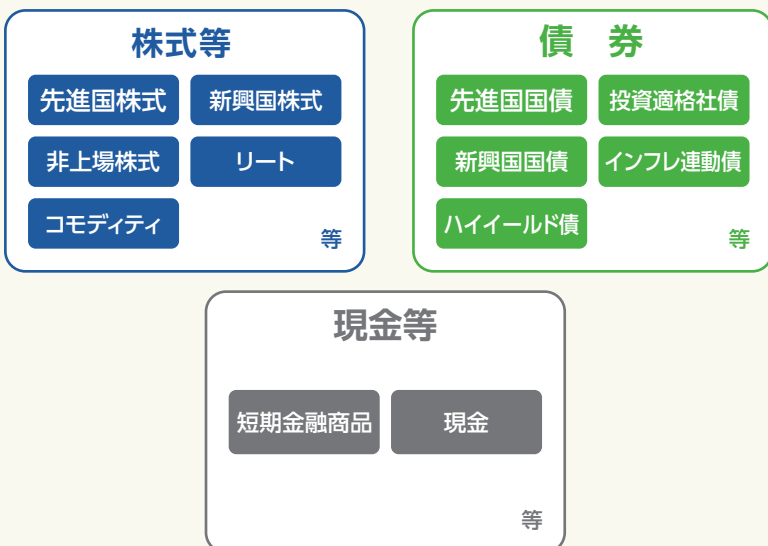 株式等
先進国株式
新興国株式
非上場株式
リート
コモディティ
等
債 券
先進国国債
投資適格社債
新興国国債
インフレ連動債
ハイイールド債
等
現金等
短期金融商品
現金
等